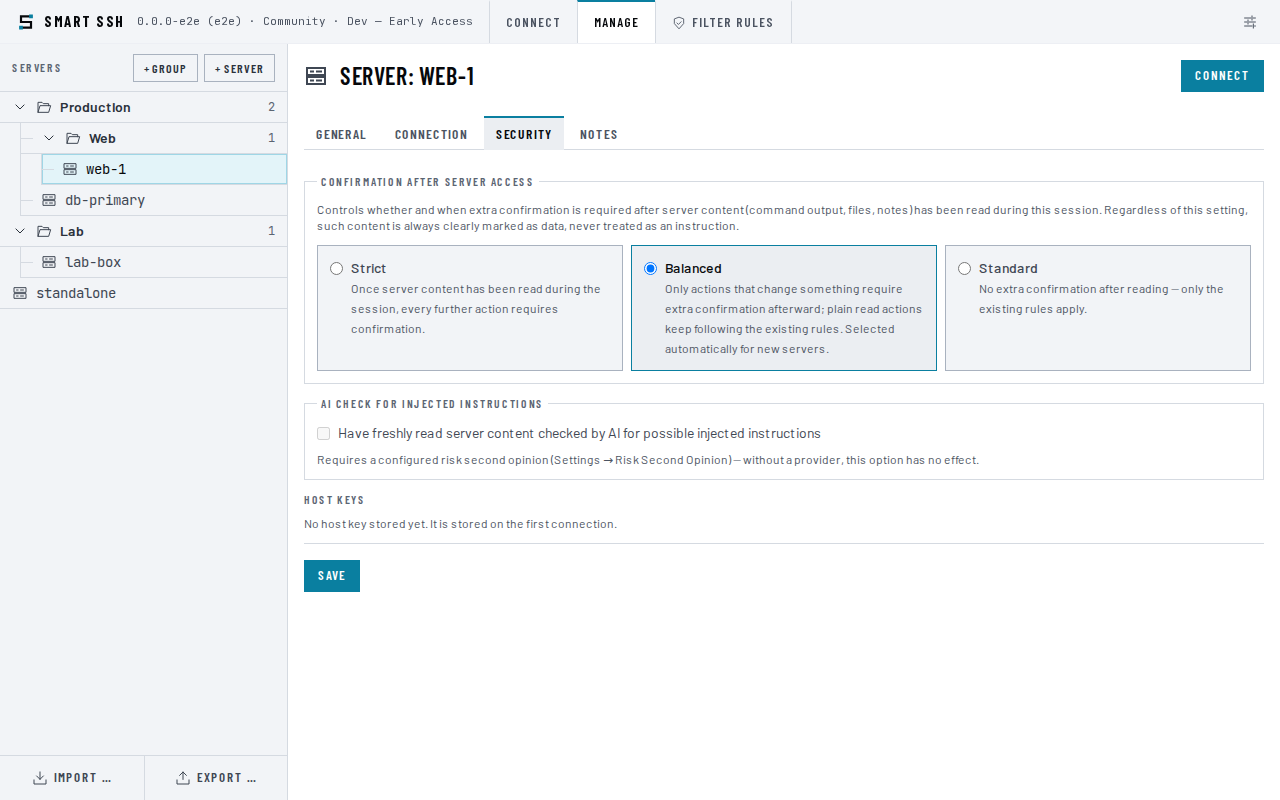 SMART SSH 0.0.0-e2e (e2e) · Community · Dev — Early Access CONNECT MANAGE FILTER RULES
SERVERS + GROUP + SERVER
Production 2
Web 1
web-1
db-primary
Lab 1
lab-box
standalone
IMPORT ... EXPORT ...
SERVER: WEB-1 CONNECT
GENERAL CONNECTION SECURITY NOTES
CONFIRMATION AFTER SERVER ACCESS
Controls whether and when extra confirmation is required after server content (command output, files, notes) has been read during this session. Regardless of this setting,
such content is always clearly marked as data, never treated as an instruction.
Strict
Once server content has been read during the
session, every further action requires
confirmation.
Balanced
Only actions that change something require
extra confirmation afterward; plain read actions
keep following the existing rules. Selected
automatically for new servers.
Standard
No extra confirmation after reading — only the
existing rules apply.
AI CHECK FOR INJECTED INSTRUCTIONS
Have freshly read server content checked by AI for possible injected instructions
Requires a configured risk second opinion (Settings → Risk Second Opinion) — without a provider, this option has no effect.
HOST KEYS
No host key stored yet. It is stored on the first connection.
SAVE